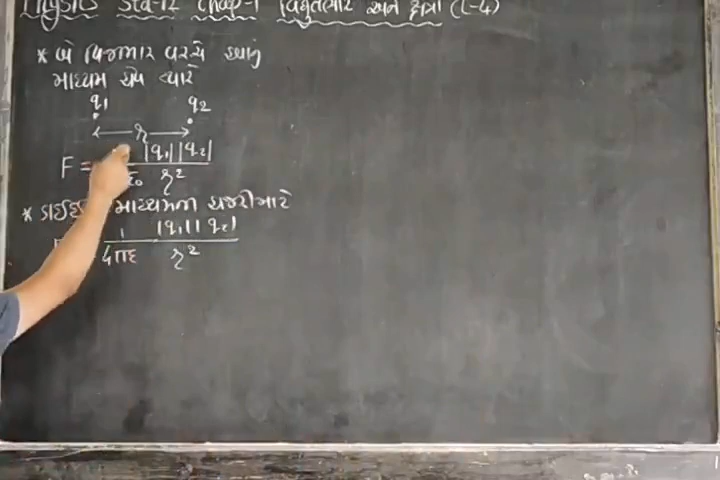 Physics Std-12 Chap-1 વિદ્યુતભાર અને ક્ષેત્રો (L-4)
* બે વિજભાર વચ્ચે
માધ્યમ હોય ત્યારે
q1 q2
r
F = |q1||q2|
ε0 r²
* માધ્યમની હાજરી માટે
1 |q1||q2|
4πε r²